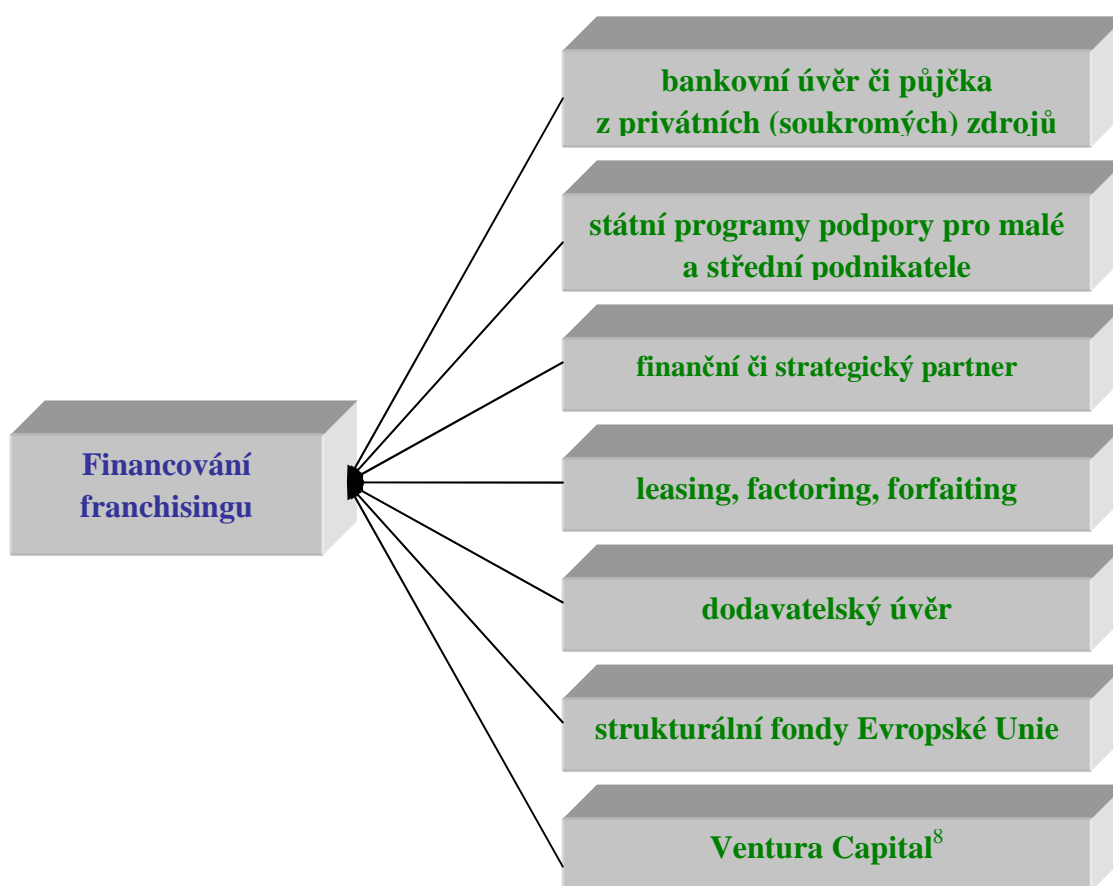 bankovní úvěr či půjčka
z privátních (soukromých) zdrojů
státní programy podpory pro malé
a střední podnikatele
finanční či strategický partner
Financování
franchisingu
leasing, factoring, forfaiting
dodavatelský úvěr
strukturální fondy Evropské Unie
Ventura Capital⁸